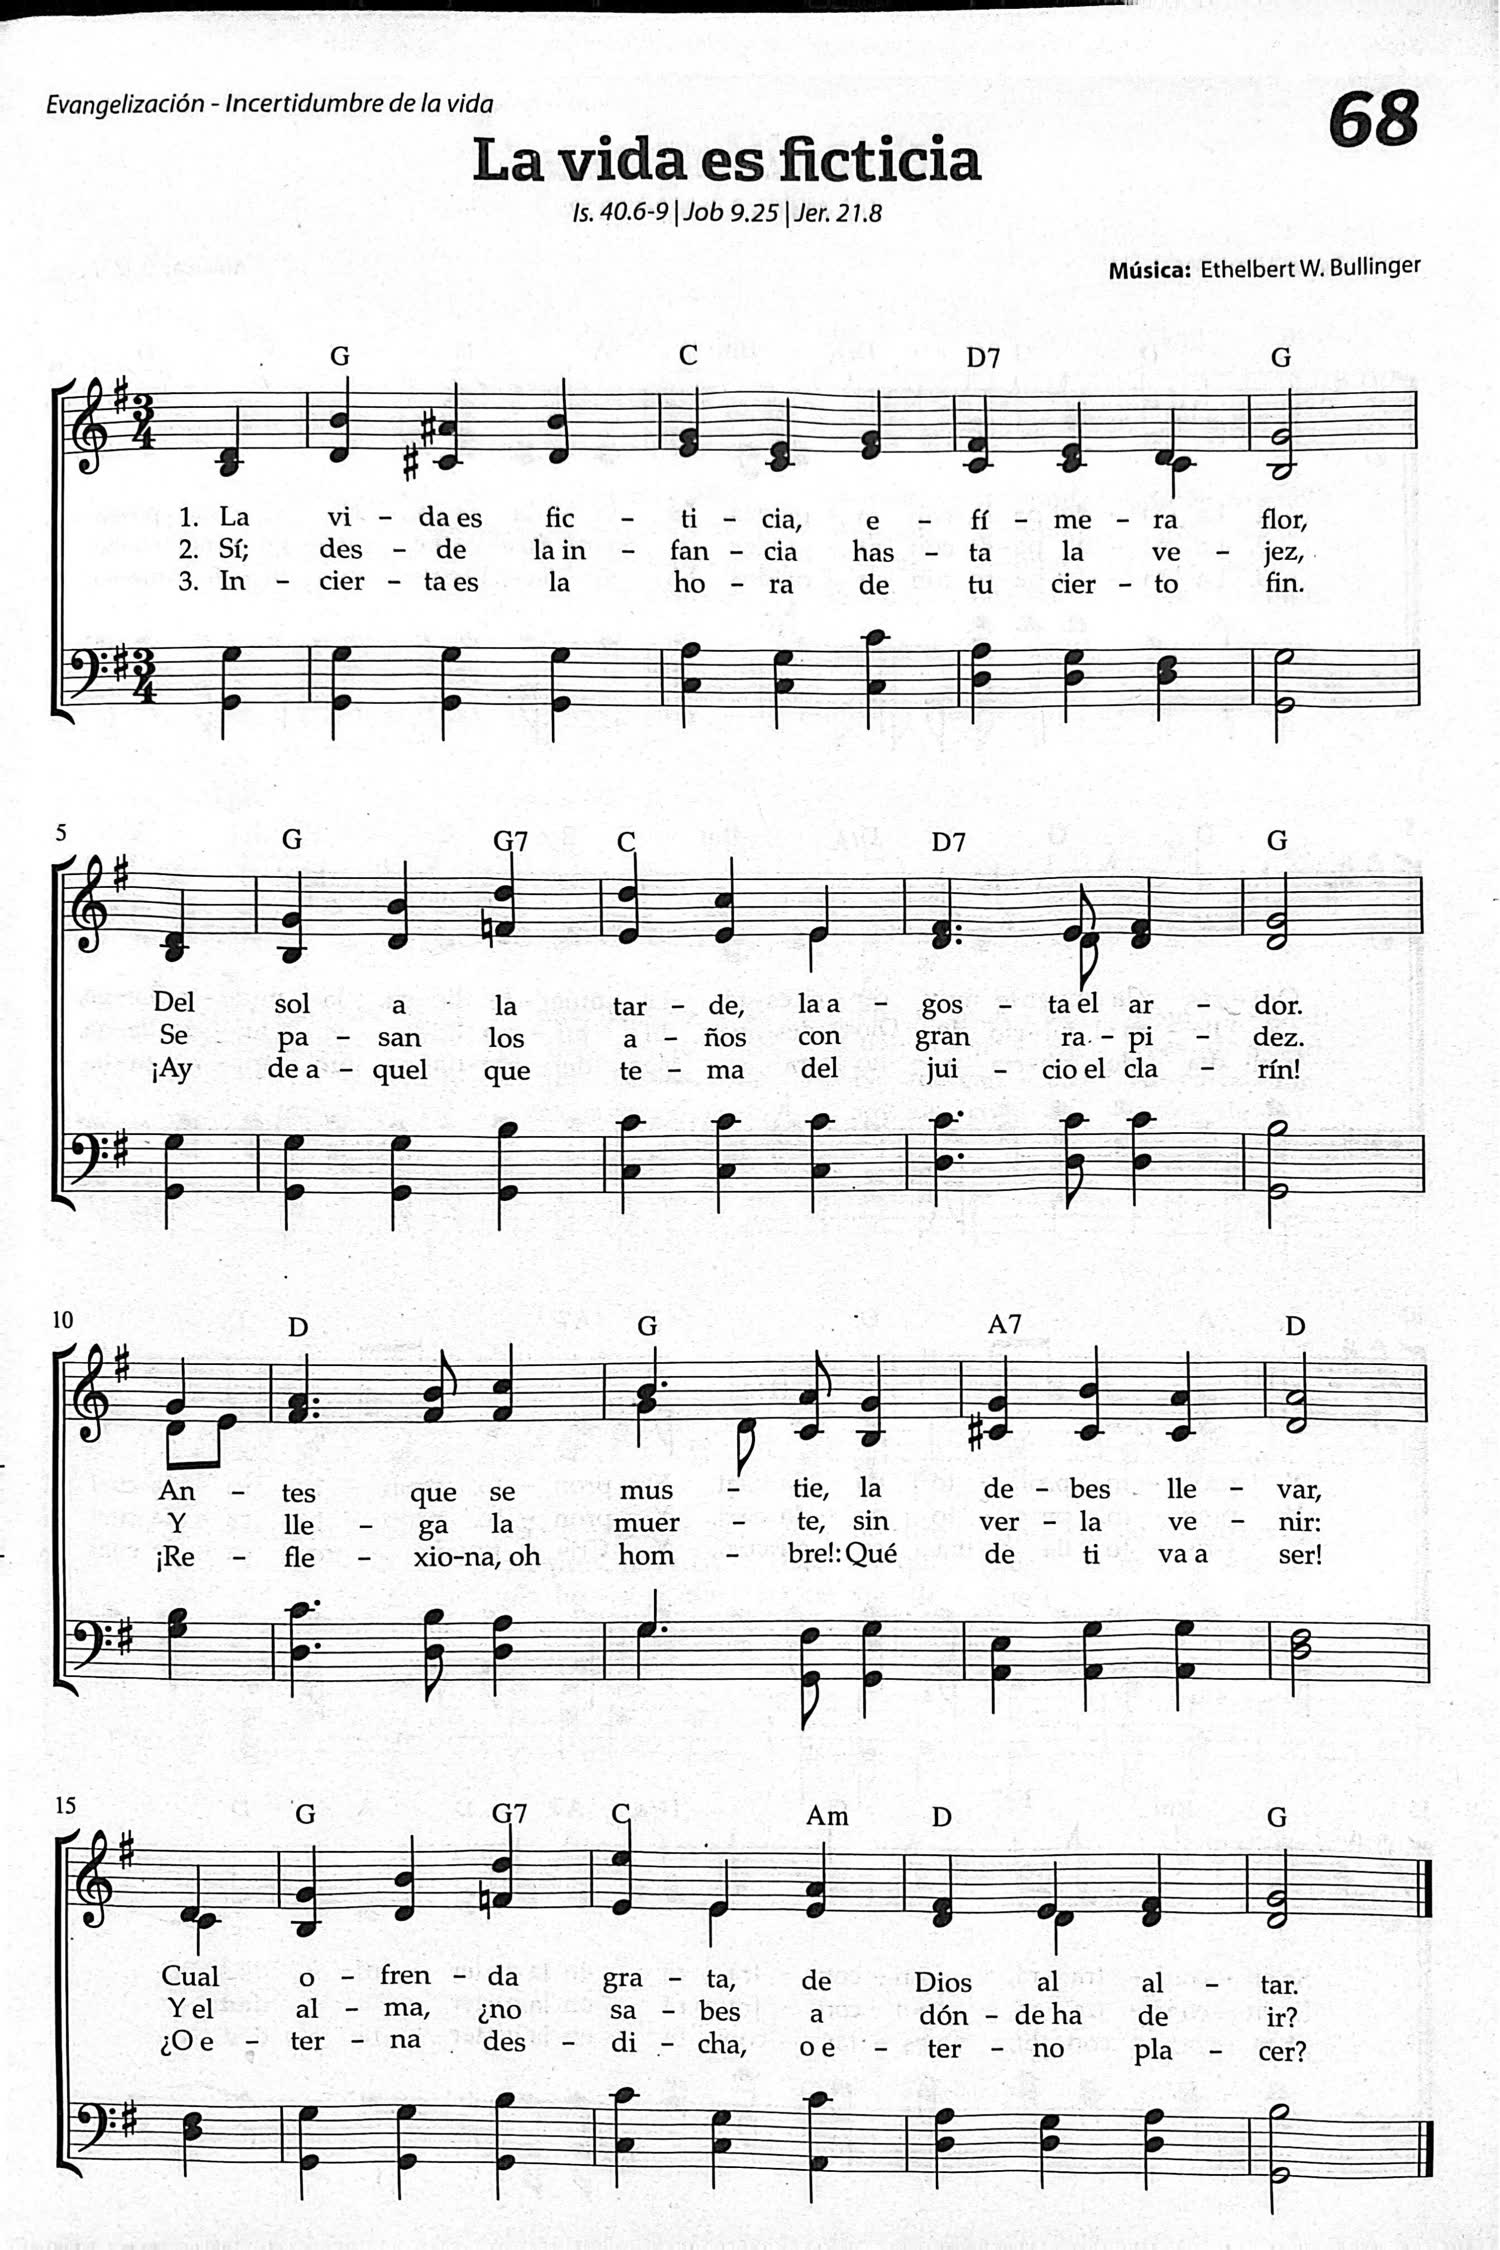 Evangelización - Incertidumbre de la vida
68
La vida es ficticia
Is. 40.6-9 | Job 9.25 | Jer. 21.8
Música: Ethelbert W. Bullinger
G C D7 G
3 4
1. La vi - da es fic - ti - cia, e - fí - me - ra flor,
2. Sí; des - de la in - fan - cia has - ta la ve - jez,
3. In - cier - ta es la ho - ra de tu cier - to fin.
3 4
5
G G7 C D7 G
Del sol a la tar - de, la a - gos - ta el ar - dor.
Se pa - san los a - ños con gran ra - pi - dez.
¡Ay de a - quel que te - ma del jui - cio el cla - rín!
10
D G A7 D
An - tes que se mus - tie, la de - bes lle - var,
Y lle - ga la muer - te, sin ver - la ve - nir:
¡Re - fle - xio-na, oh hom - bre!: Qué de ti va a ser!
15
G G7 C Am D G
Cual o - fren - da gra - ta, de Dios al al - tar.
Y el al - ma, ¿no sa - bes a dón - de ha de ir?
¿O e - ter - na des - di - cha, o e - ter - no pla - cer?